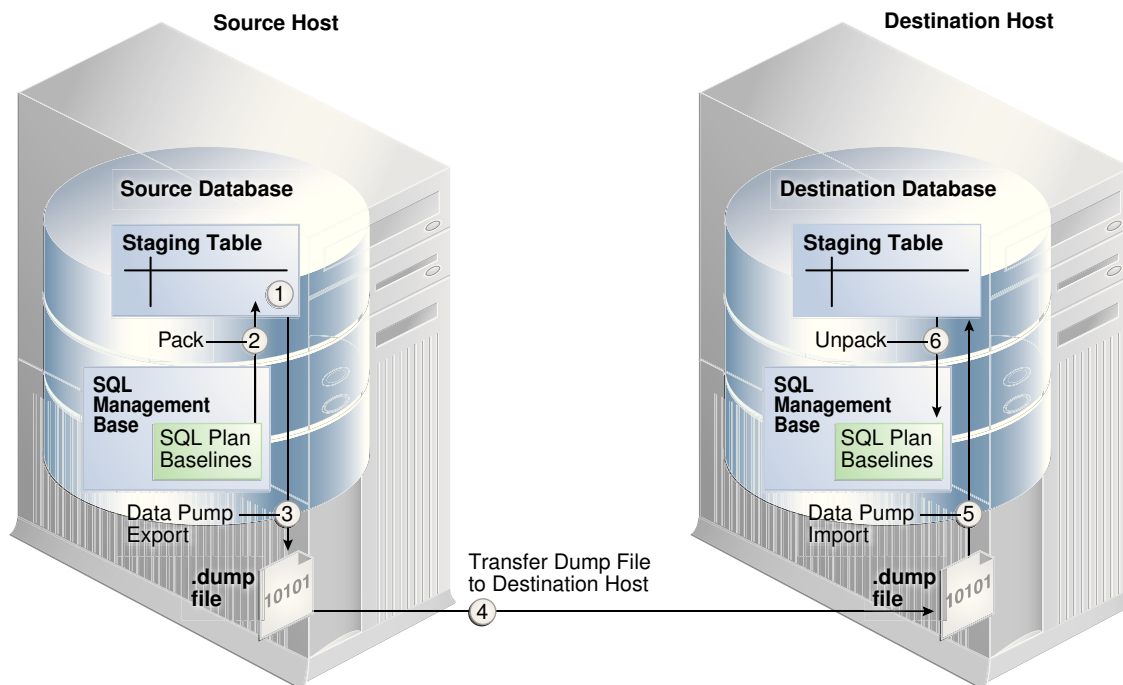 Source Host
Source Database
Staging Table
1
Pack
2
SQL
Management
Base
SQL Plan
Baselines
Data Pump
Export
3
.dump
file
10101
Transfer Dump File
to Destination Host
4
Destination Host
Destination Database
Staging Table
Unpack
6
SQL
Management
Base
SQL Plan
Baselines
Data Pump
Import
5
.dump
file
10101